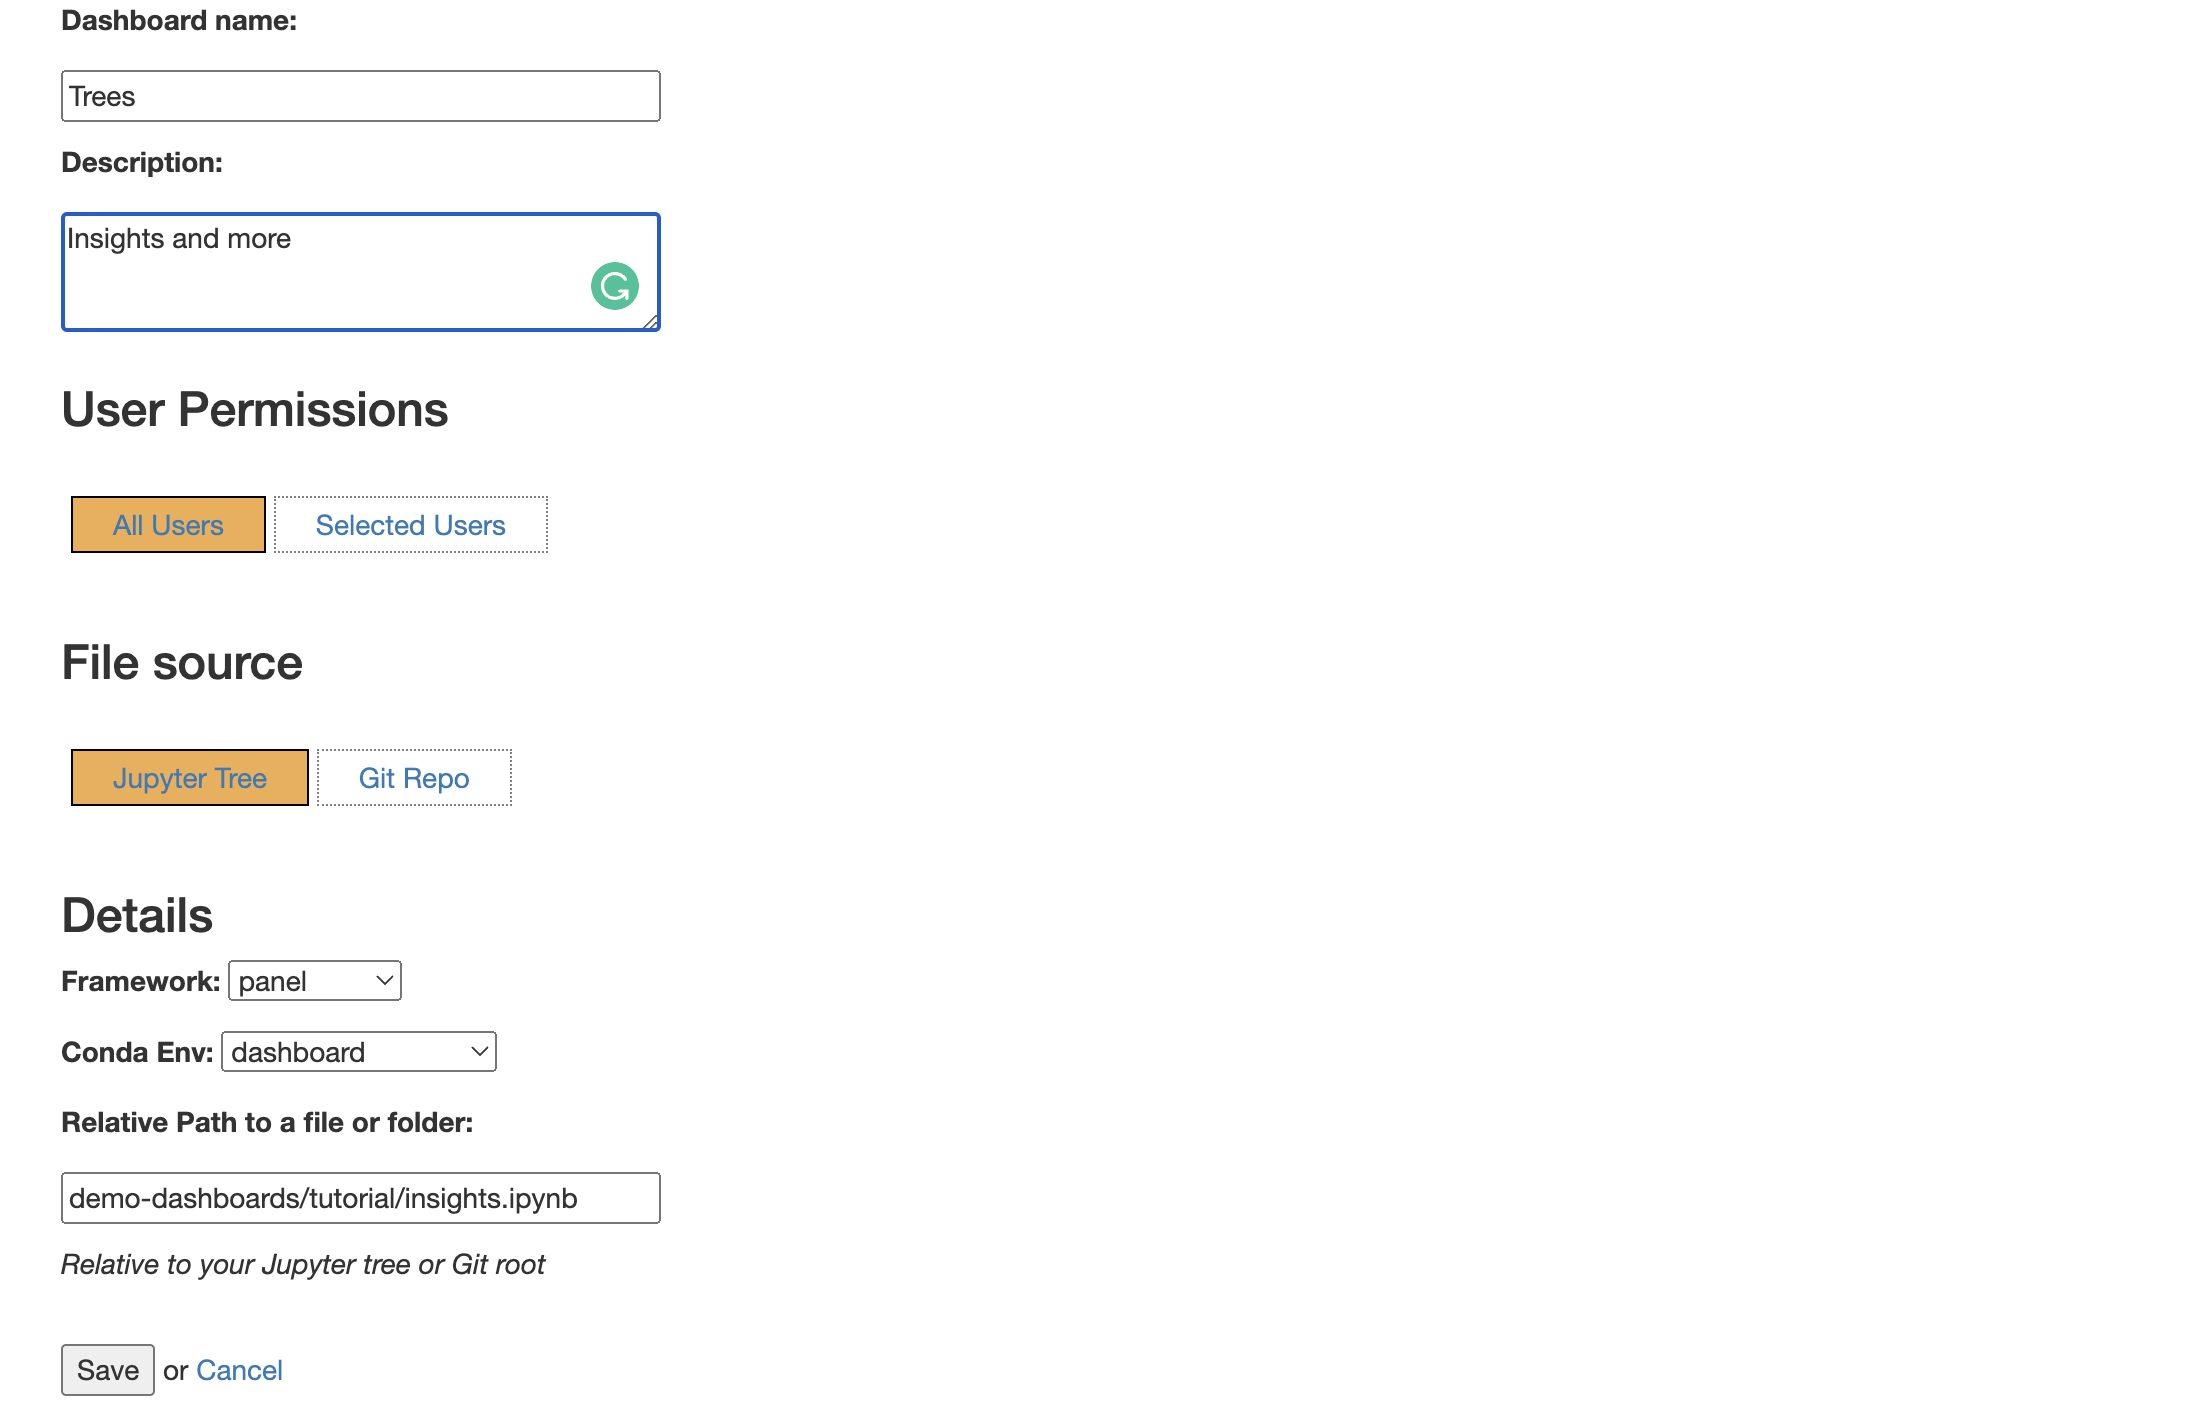 Dashboard name:
Trees
Description:
Insights and more
User Permissions
All Users Selected Users
File source
Jupyter Tree Git Repo
Details
Framework: panel
Conda Env: dashboard
Relative Path to a file or folder:
demo-dashboards/tutorial/insights.ipynb
Relative to your Jupyter tree or Git root
Save or Cancel